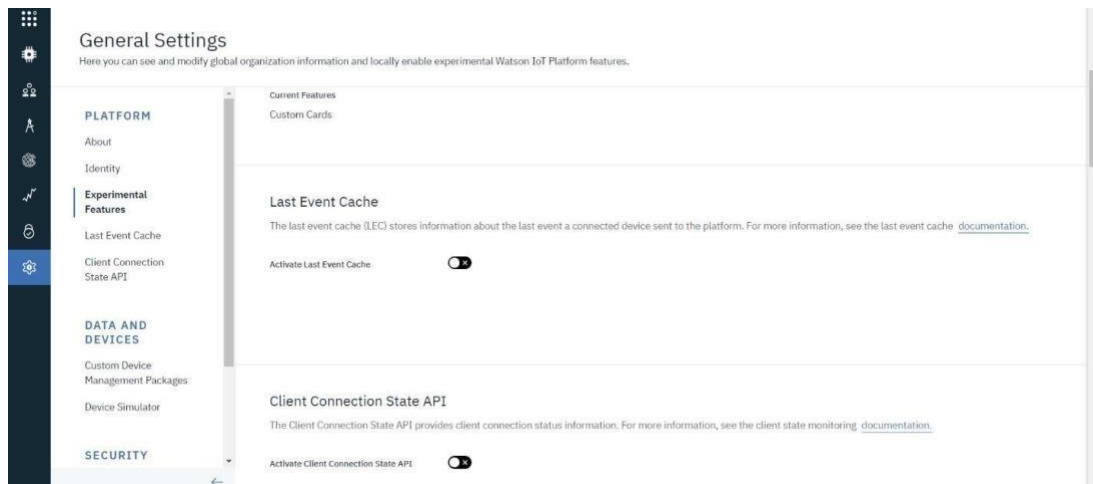 General Settings
Here you can see and modify global organization information and locally enable experimental Watson IoT Platform features.
PLATFORM
About
Identity
Experimental
Features
Last Event Cache
Client Connection
State API
DATA AND
DEVICES
Custom Device
Management Packages
Device Simulator
SECURITY
Current Features
Custom Cards
Last Event Cache
The last event cache (LEC) stores information about the last event a connected device sent to the platform. For more information, see the last event cache documentation.
Activate Last Event Cache
Client Connection State API
The Client Connection State API provides client connection status information. For more information, see the client state monitoring documentation.
Activate Client Connection State API